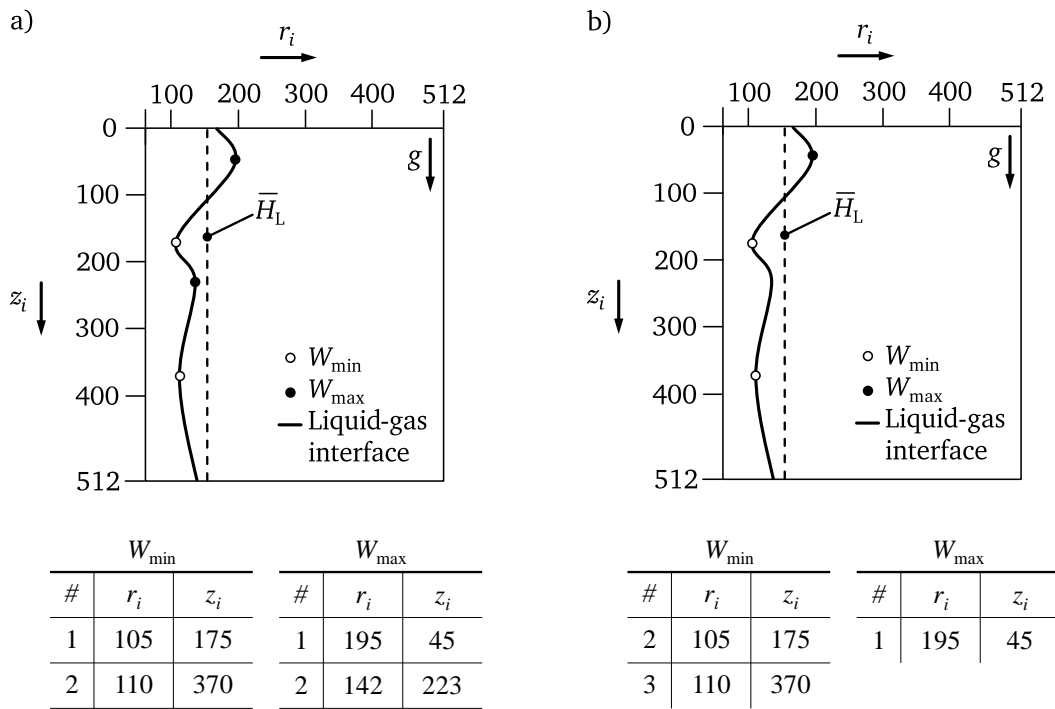 a)
r_i
100 200 300 400 512
0
100
200
300
400
512
z_i
g
H̅_L
W_min
W_max
Liquid-gas
interface
W_min
# r_i z_i
1 105 175
2 110 370
W_max
# r_i z_i
1 195 45
2 142 223
b)
r_i
100 200 300 400 512
0
100
200
300
400
512
z_i
g
H̅_L
W_min
W_max
Liquid-gas
interface
W_min
# r_i z_i
2 105 175
3 110 370
W_max
# r_i z_i
1 195 45